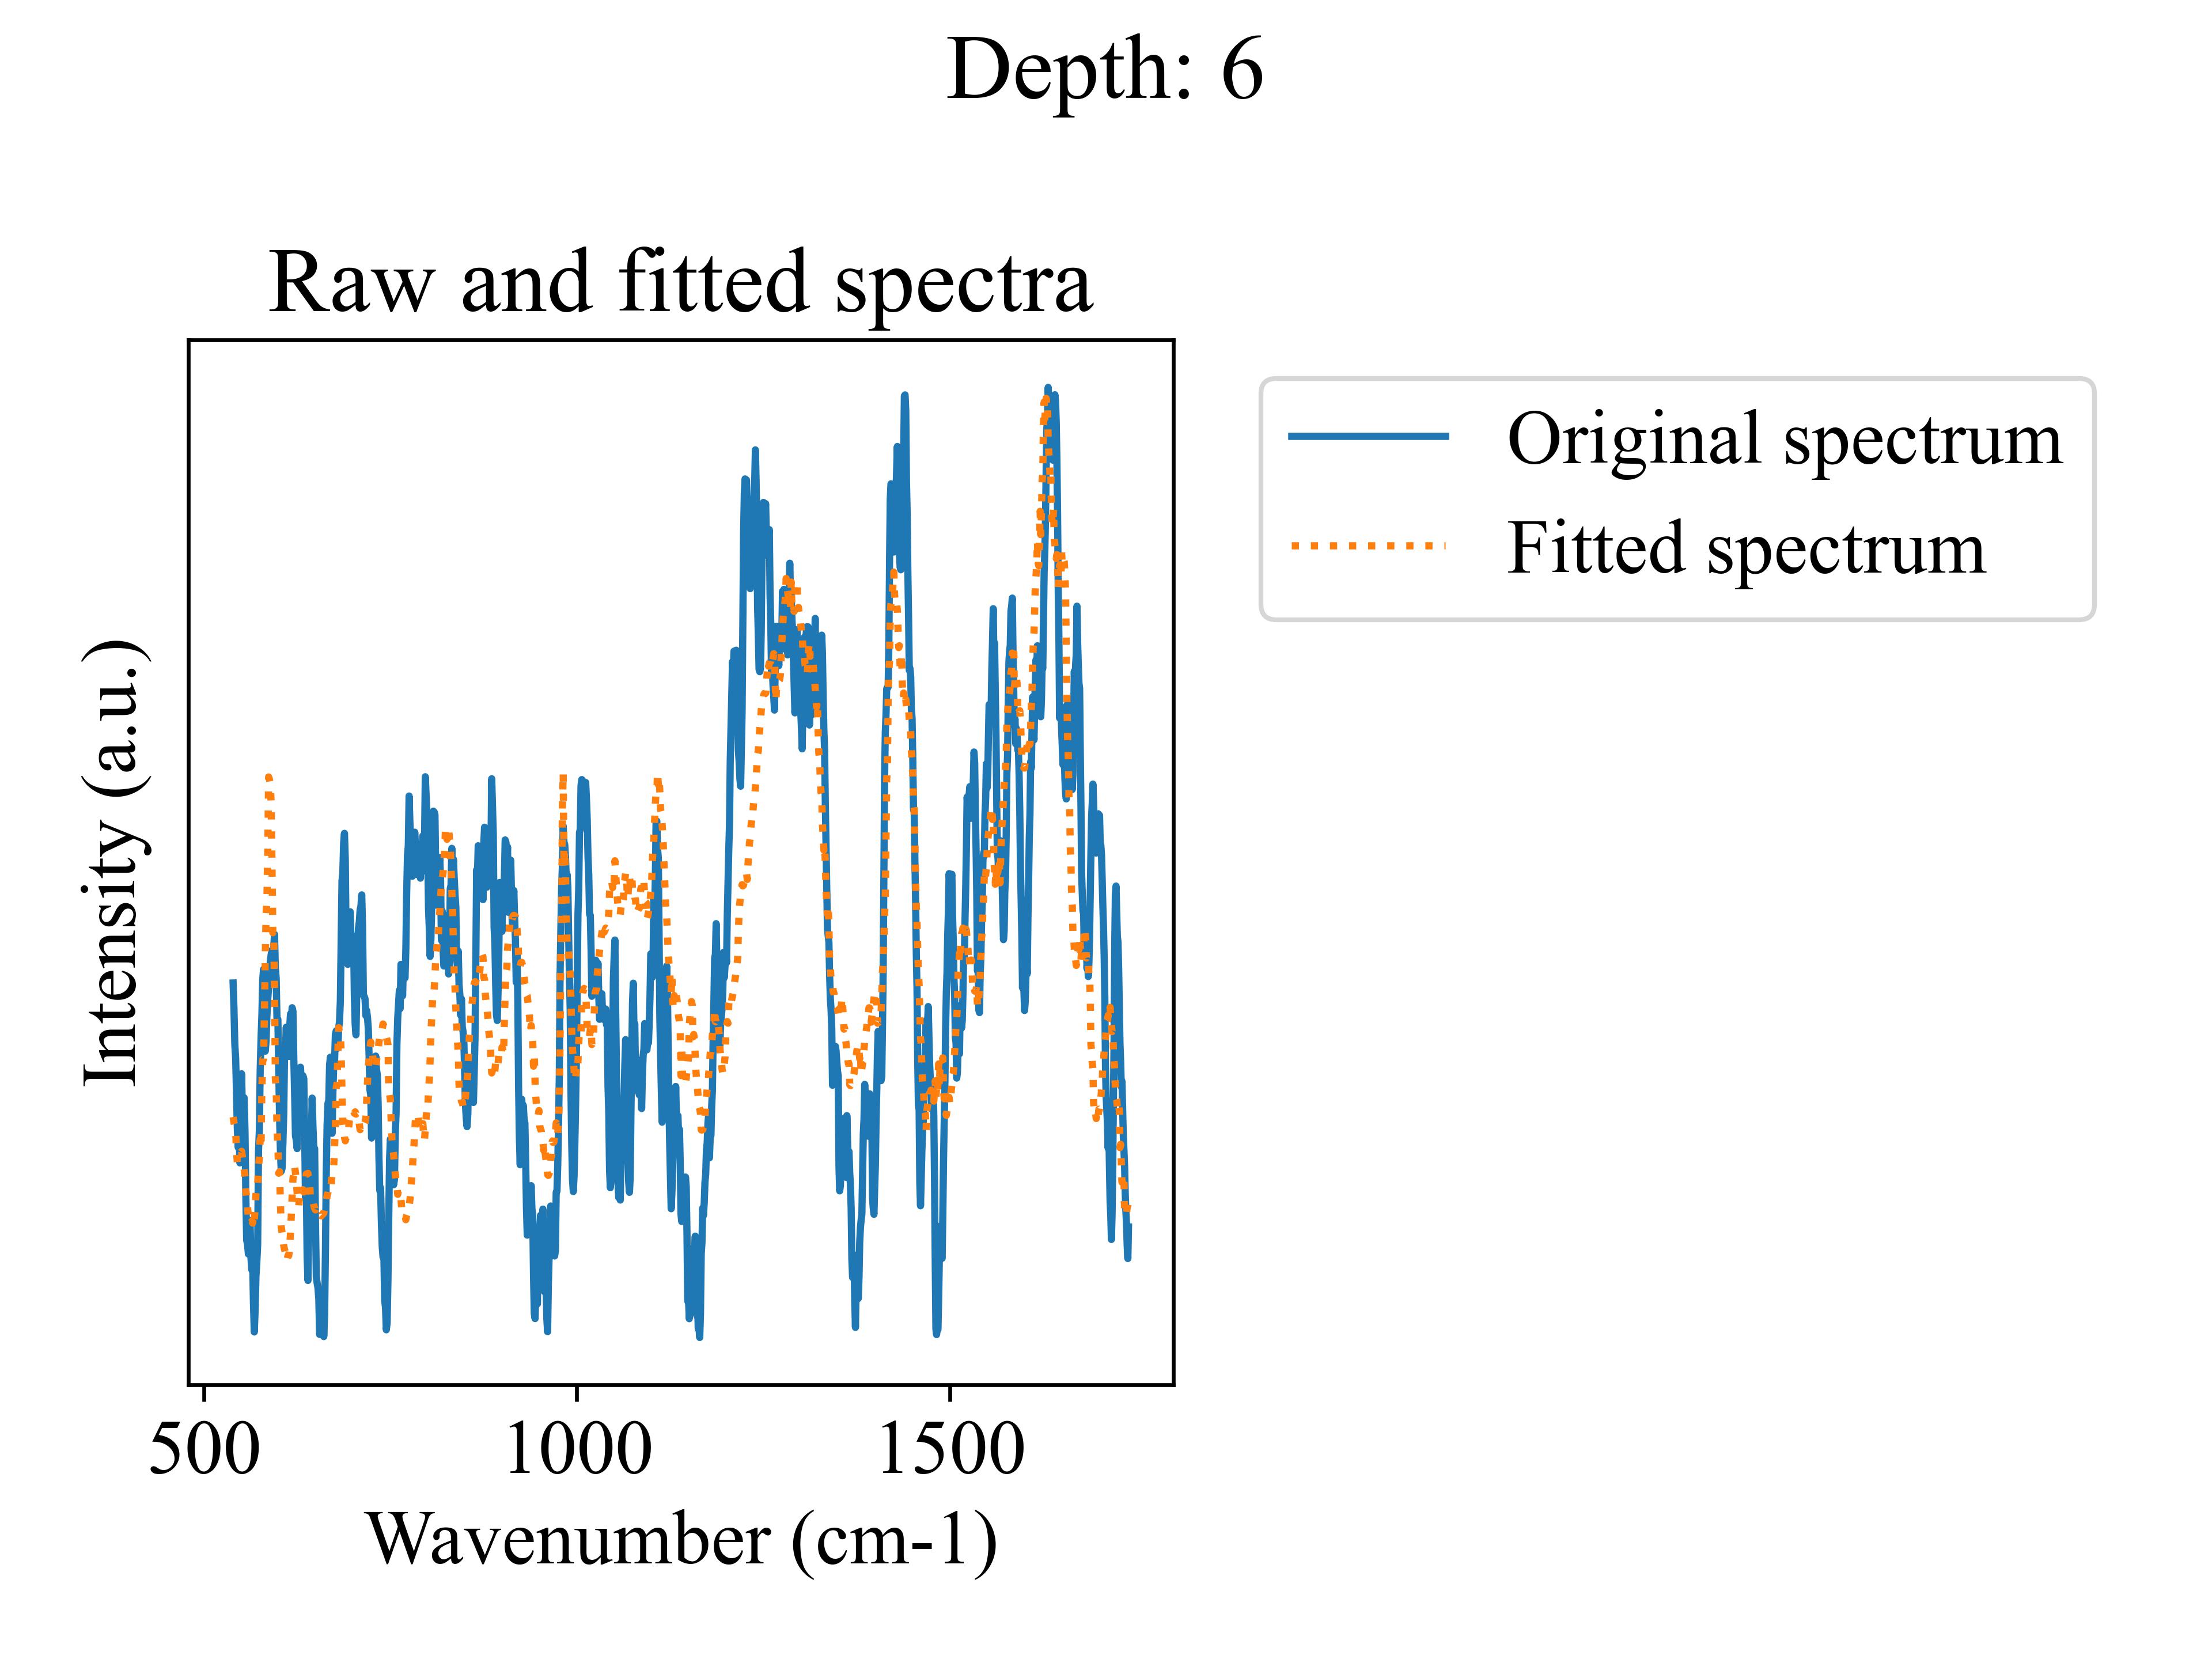 Depth: 6
Raw and fitted spectra
Original spectrum
Fitted spectrum
Intensity (a.u.)
500 1000 1500
Wavenumber (cm-1)